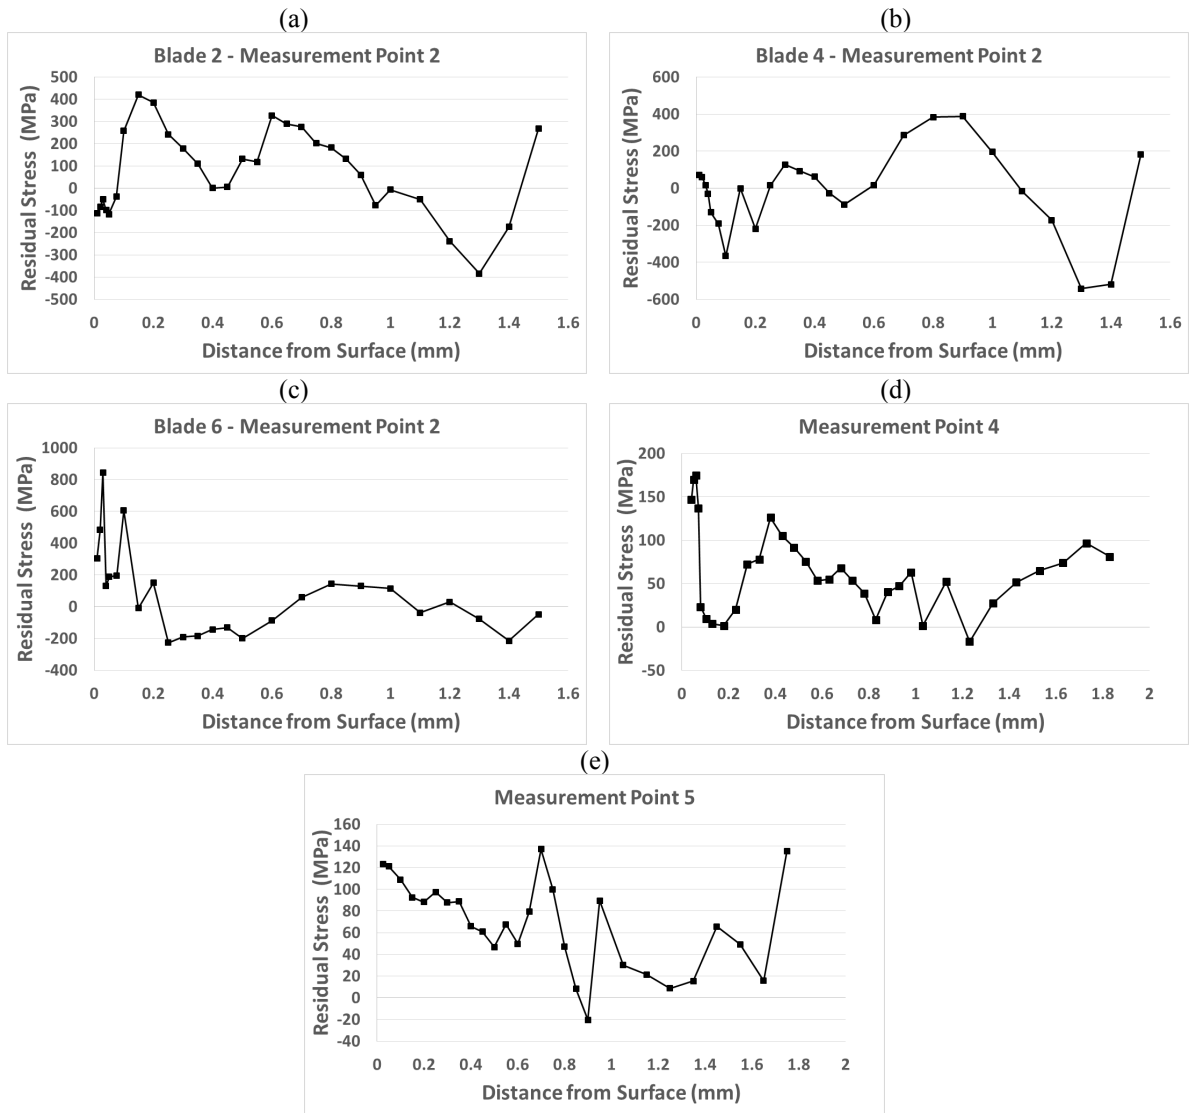 (a)
Blade 2 - Measurement Point 2
Residual Stress (MPa)
500
400
300
200
100
0
-100
-200
-300
-400
-500
0 0.2 0.4 0.6 0.8 1 1.2 1.4 1.6
Distance from Surface (mm)
(b)
Blade 4 - Measurement Point 2
Residual Stress (MPa)
600
400
200
0
-200
-400
-600
0 0.2 0.4 0.6 0.8 1 1.2 1.4 1.6
Distance from Surface (mm)
(c)
Blade 6 - Measurement Point 2
Residual Stress (MPa)
1000
800
600
400
200
0
-200
-400
0 0.2 0.4 0.6 0.8 1 1.2 1.4 1.6
Distance from Surface (mm)
(d)
Measurement Point 4
Residual Stress (MPa)
200
150
100
50
0
-50
0 0.2 0.4 0.6 0.8 1 1.2 1.4 1.6 1.8 2
Distance from Surface (mm)
(e)
Measurement Point 5
Residual Stress (MPa)
160
140
120
100
80
60
40
20
0
-20
-40
0 0.2 0.4 0.6 0.8 1 1.2 1.4 1.6 1.8 2
Distance from Surface (mm)